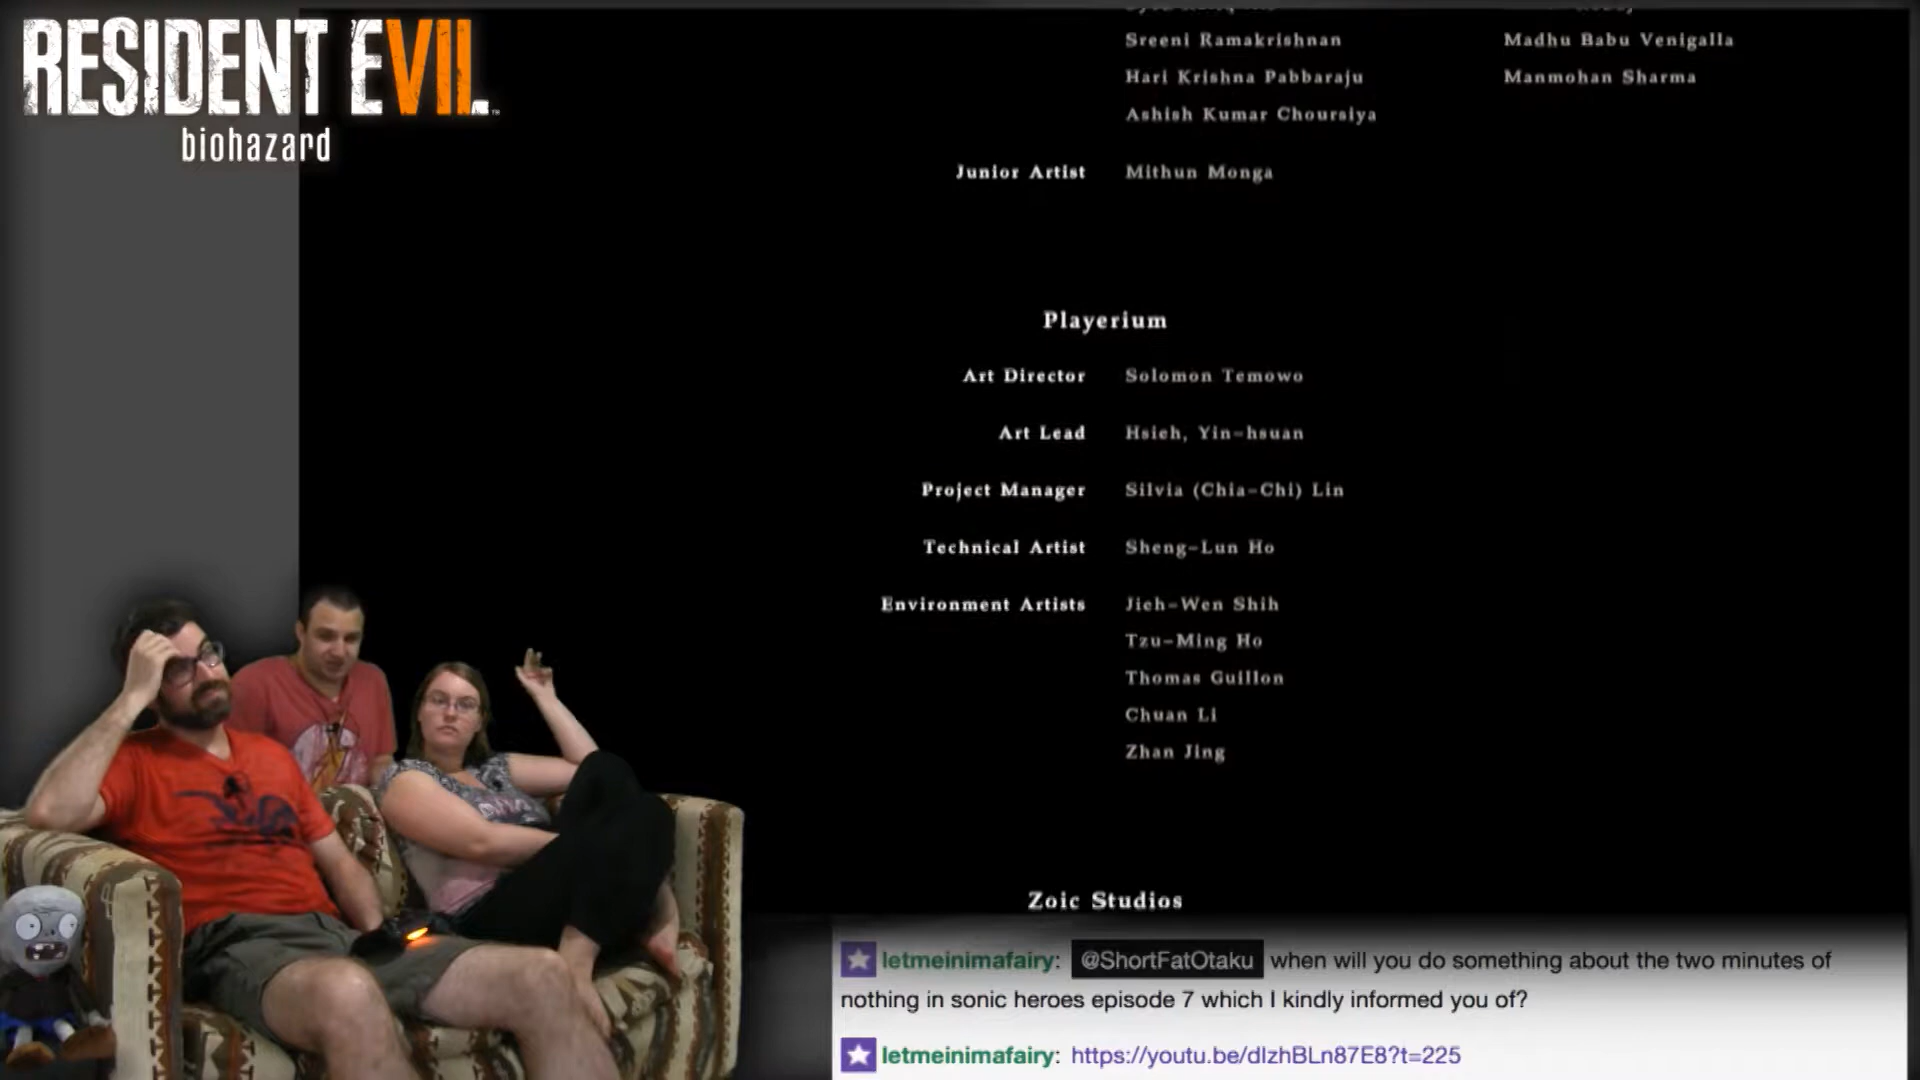 RESIDENT EVII.
biohazard
Sreeni Ramakrishnan Madhu Babu Venigalla
Hari Krishna Pabbaraju Manmohan Sharma
Ashish Kumar Choursiya
Junior Artist Mithun Monga
Playerium
Art Director Solomon Temowo
Art Lead Hsieh, Yin-hsuan
Project Manager Silvia (Chia-Chi) Lin
Technical Artist Sheng-Lun Ho
Environment Artists Jieh-Wen Shih
Tzu-Ming Ho
Thomas Guillon
Chuan Li
Zhan Jing
Zoic Studios
letmeinimafairy: @ShortFatOtaku when will you do something about the two minutes of
nothing in sonic heroes episode 7 which I kindly informed you of?
letmeinimafairy: https://youtu.be/dIzhBLn87E8?t=225